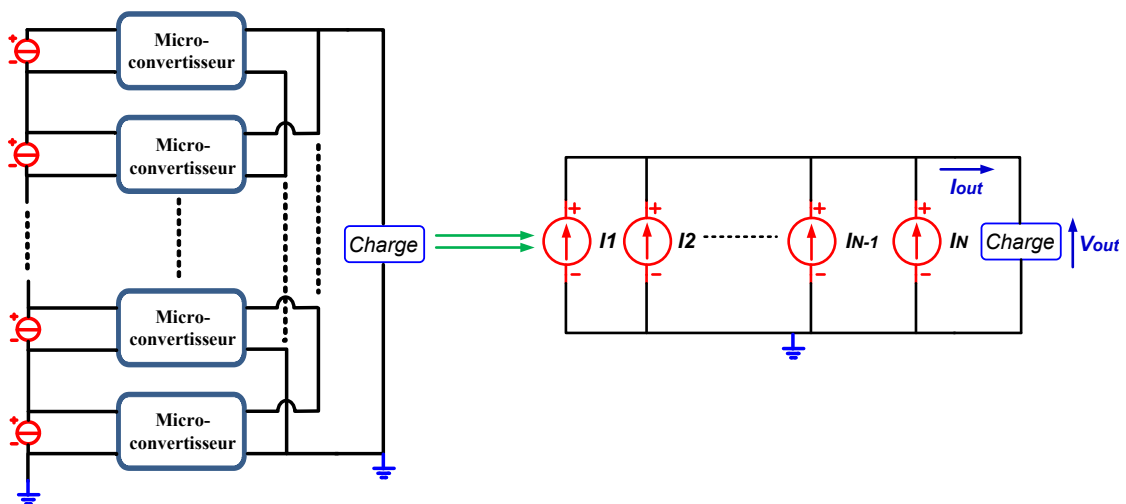 +
-
Micro-
convertisseur
+
-
Micro-
convertisseur
+
-
Micro-
convertisseur
+
-
Micro-
convertisseur
Charge
+
-
I1
+
-
I2
+
-
IN-1
+
-
IN
Iout
Charge
Vout